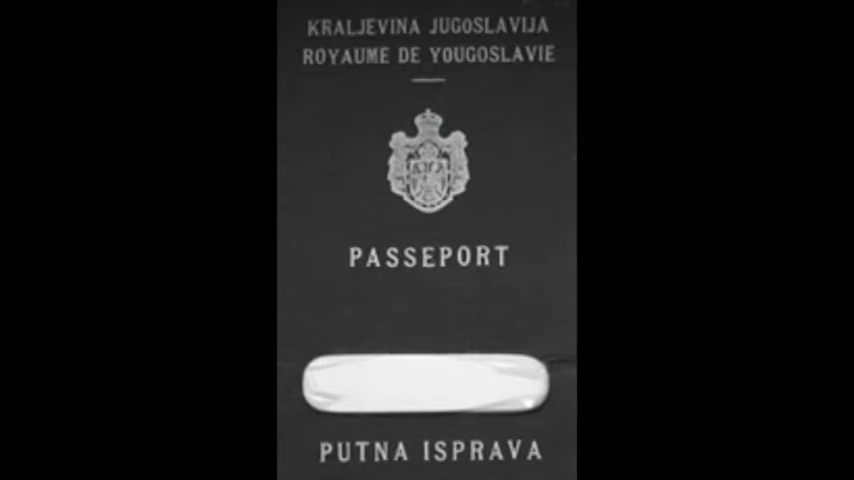 KRALJEVINA JUGOSLAVIJA
ROYAUME DE YOUGOSLAVIE
PASSEPORT
PUTNA ISPRAVA